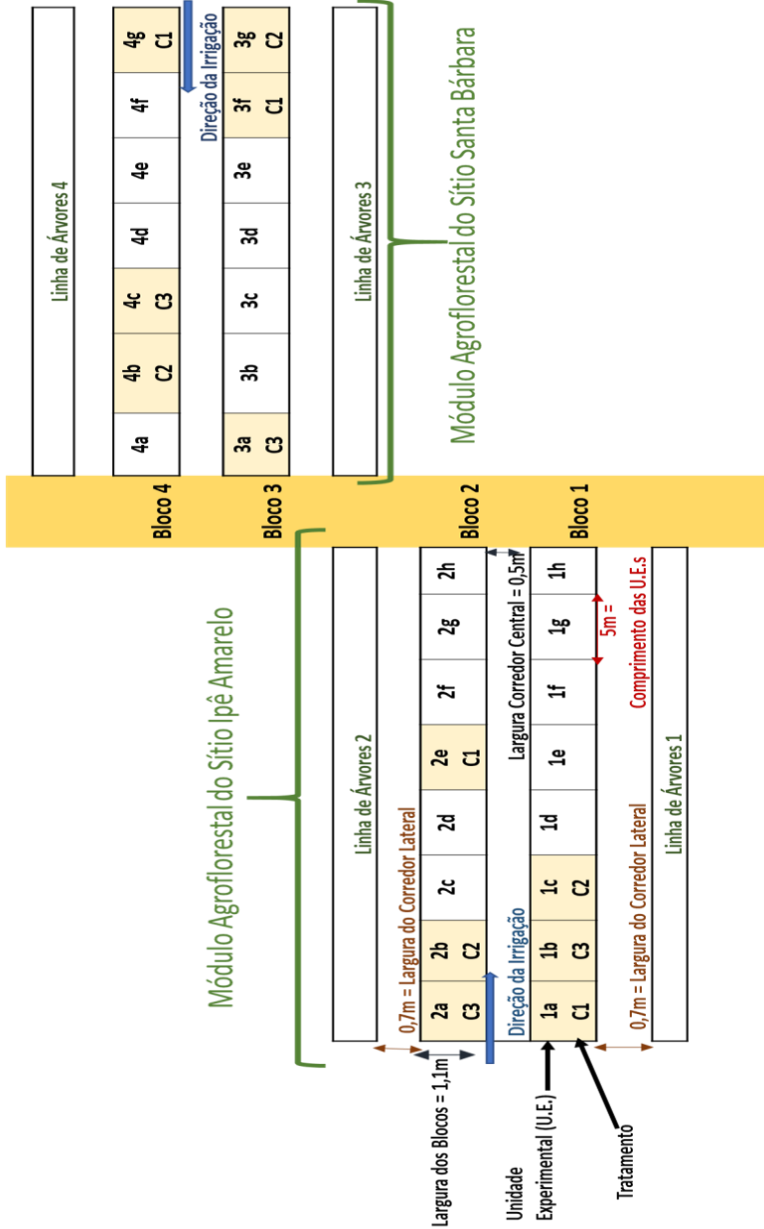 Módulo Agroflorestal do Sítio Ipê Amarelo
Linha de Árvores 2
0,7m = Largura do Corredor Lateral
Largura dos Blocos = 1,1m
2a C3
2b C2
2c
2d
2e C1
2f
2g
2h
Bloco 2
Direção da Irrigação
Largura Corredor Central = 0,5m
Unidade
Experimental (U.E.)
1a C1
1b C3
1c C2
1d
1e
1f
1g
1h
Bloco 1
Tratamento
5m =
Comprimento das U.E.s
0,7m = Largura do Corredor Lateral
Linha de Árvores 1
Linha de Árvores 4
Bloco 4
4a
4b C2
4c C3
4d
4e
4f
4g C1
Direção da Irrigação
Bloco 3
3a C3
3b
3c
3d
3e
3f C1
3g C2
Linha de Árvores 3
Módulo Agroflorestal do Sítio Santa Bárbara